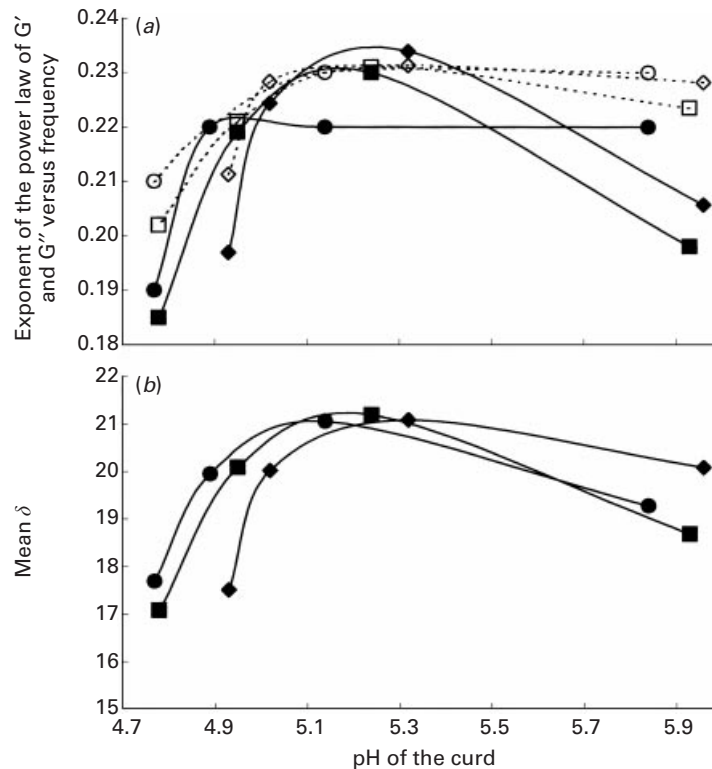 (a)
Exponent of the power law of G′
and G″ versus frequency
0.24
0.23
0.22
0.21
0.20
0.19
0.18
(b)
Mean δ
22
21
20
19
18
17
16
15
4.7 4.9 5.1 5.3 5.5 5.7 5.9
pH of the curd